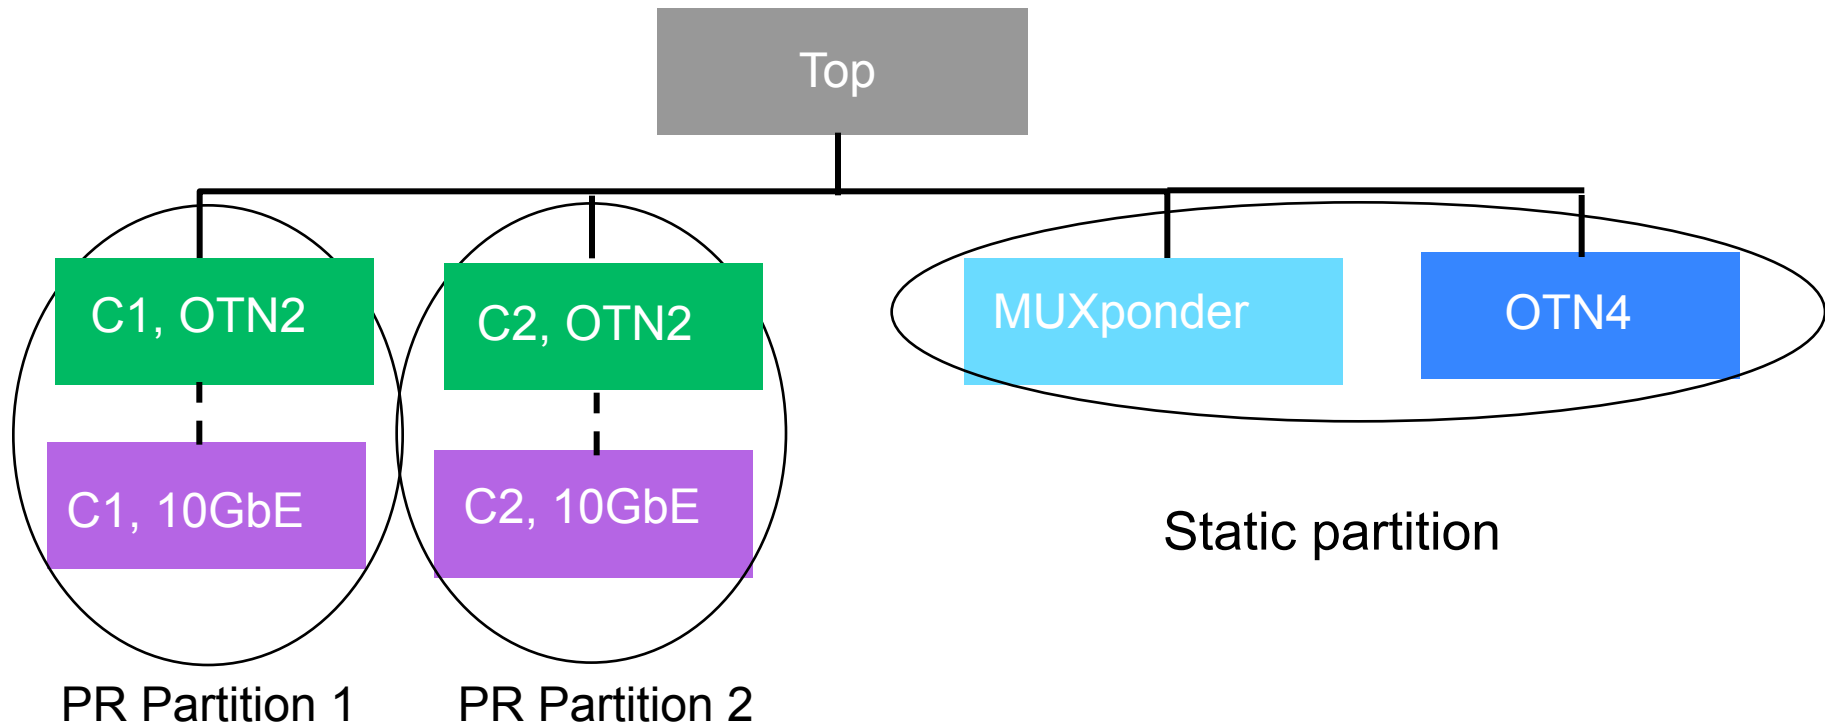 Top
C1, OTN2
C2, OTN2
MUXponder
OTN4
C1, 10GbE
C2, 10GbE
Static partition
PR Partition 1
PR Partition 2